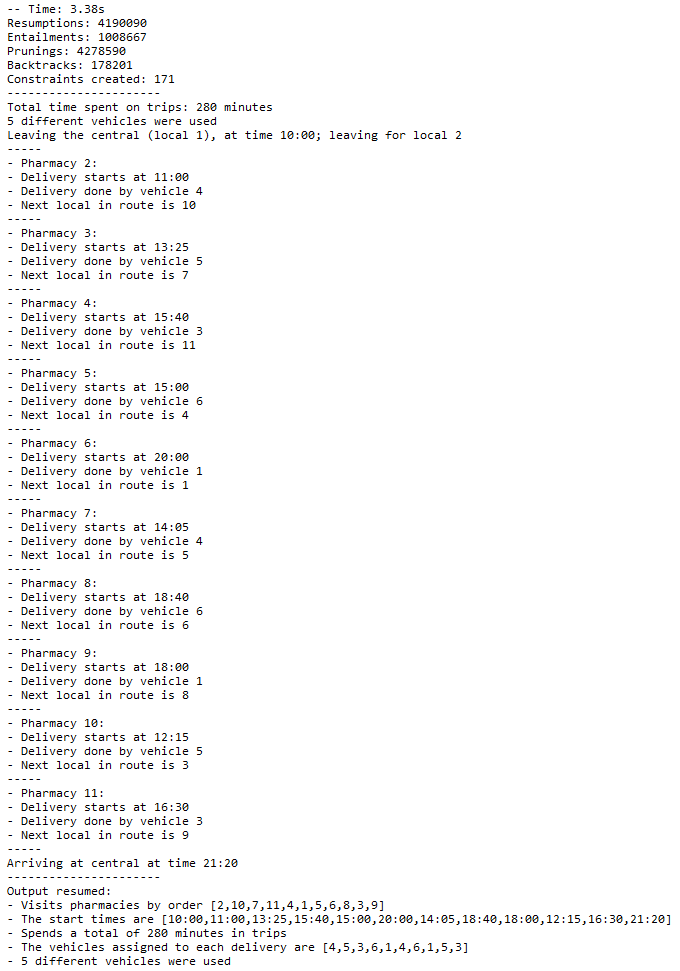 -- Time: 3.38s
Resumptions: 4190090
Entailments: 1008667
Prunings: 4278590
Backtracks: 178201
Constraints created: 171
----------------------
Total time spent on trips: 280 minutes
5 different vehicles were used
Leaving the central (local 1), at time 10:00; leaving for local 2
-----
- Pharmacy 2:
- Delivery starts at 11:00
- Delivery done by vehicle 4
- Next local in route is 10
-----
- Pharmacy 3:
- Delivery starts at 13:25
- Delivery done by vehicle 5
- Next local in route is 7
-----
- Pharmacy 4:
- Delivery starts at 15:40
- Delivery done by vehicle 3
- Next local in route is 11
-----
- Pharmacy 5:
- Delivery starts at 15:00
- Delivery done by vehicle 6
- Next local in route is 4
-----
- Pharmacy 6:
- Delivery starts at 20:00
- Delivery done by vehicle 1
- Next local in route is 1
-----
- Pharmacy 7:
- Delivery starts at 14:05
- Delivery done by vehicle 4
- Next local in route is 5
-----
- Pharmacy 8:
- Delivery starts at 18:40
- Delivery done by vehicle 6
- Next local in route is 6
-----
- Pharmacy 9:
- Delivery starts at 18:00
- Delivery done by vehicle 1
- Next local in route is 8
-----
- Pharmacy 10:
- Delivery starts at 12:15
- Delivery done by vehicle 5
- Next local in route is 3
-----
- Pharmacy 11:
- Delivery starts at 16:30
- Delivery done by vehicle 3
- Next local in route is 9
-----
Arriving at central at time 21:20
----------------------
Output resumed:
- Visits pharmacies by order [2,10,7,11,4,1,5,6,8,3,9]
- The start times are [10:00,11:00,13:25,15:40,15:00,20:00,14:05,18:40,18:00,12:15,16:30,21:20]
- Spends a total of 280 minutes in trips
- The vehicles assigned to each delivery are [4,5,3,6,1,4,6,1,5,3]
- 5 different vehicles were used